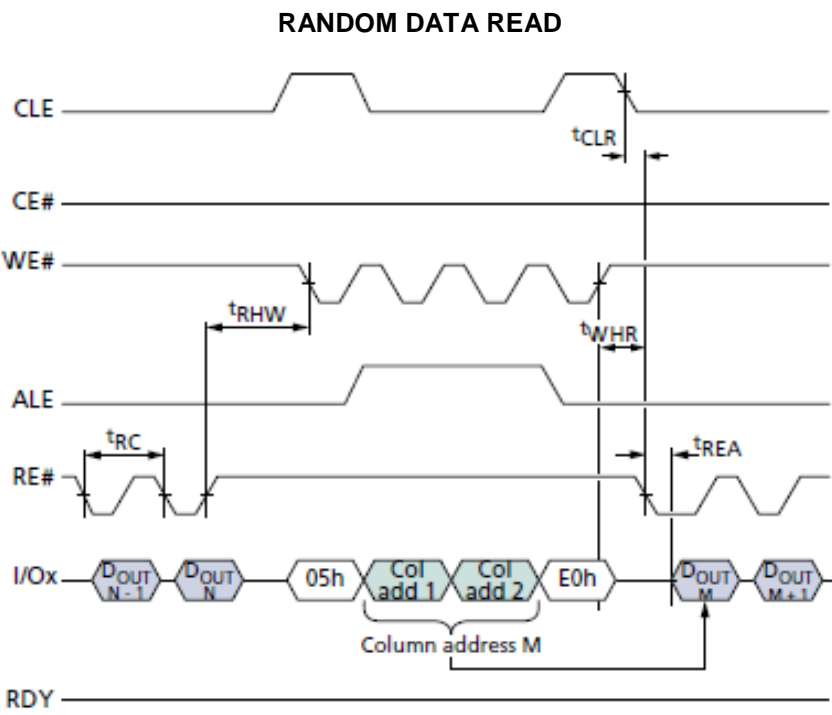 RANDOM DATA READ
CLE
tCLR
CE#
WE#
tRHW
tWHR
ALE
tRC
tREA
RE#
I/Ox
DOUT N - 1
DOUT N
05h
Col add 1
Col add 2
E0h
DOUT M
DOUT M + 1
Column address M
RDY